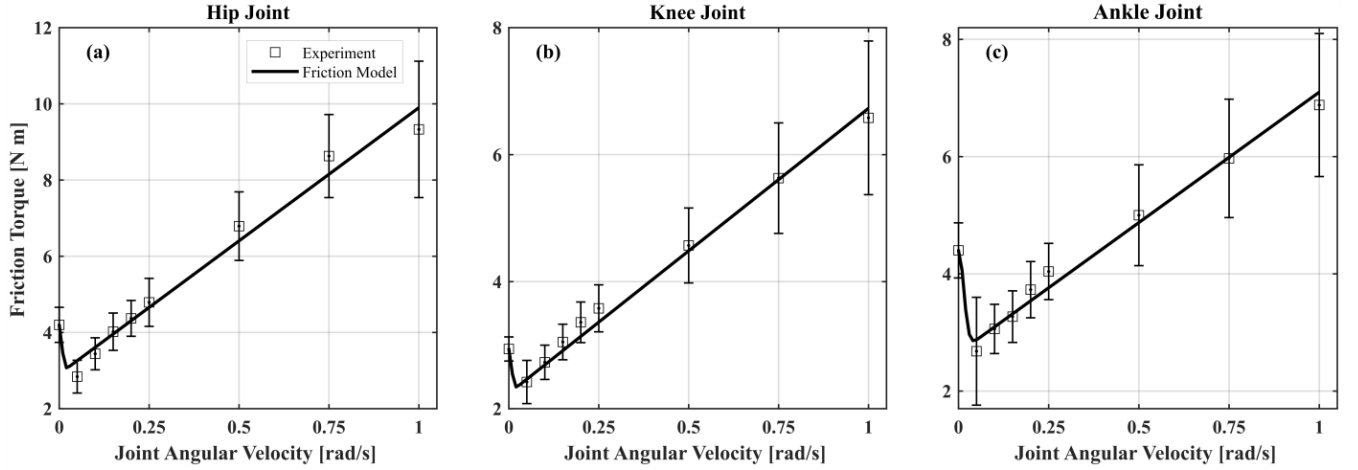 Hip Joint
Knee Joint
Ankle Joint
(a)
Experiment
Friction Model
(b)
(c)
Friction Torque [N m]
12
10
8
6
4
2
8
6
4
2
8
6
4
2
0 0.25 0.5 0.75 1
0 0.25 0.5 0.75 1
0 0.25 0.5 0.75 1
Joint Angular Velocity [rad/s]
Joint Angular Velocity [rad/s]
Joint Angular Velocity [rad/s]